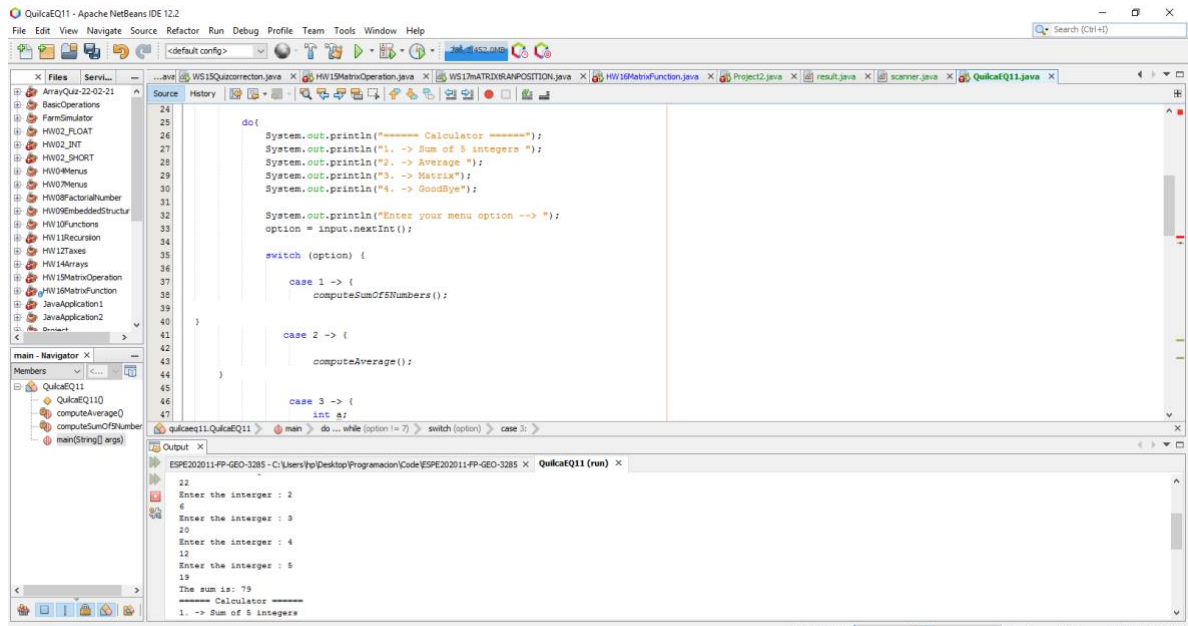 QuilcaEQ11 - Apache NetBeans IDE 12.2
File Edit View Navigate Source Refactor Run Debug Profile Team Tools Window Help
Search (Ctrl+I)
<default config>
Files Servi...
...ava WS15Quizcorrecton.java HW15MatrixOperation.java WS17mATRIXtRANPOSITION.java HW16MatrixFunction.java Project2.java result.java scanner.java QuilcaEQ11.java
ArrayQuiz-22-02-21
BasicOperations
FarmSimulator
HW02_FLOAT
HW02_INT
HW02_SHORT
HW04Menus
HW07Menus
HW08FactorialNumber
HW09EmbeddedStructur
HW10Functions
HW11Recursion
HW12Taxes
HW14Arrays
HW15MatrixOperation
HW16MatrixFunction
JavaApplication1
JavaApplication2
Project
main - Navigator
Members <...
QuilcaEQ11
QuilcaEQ11()
computeAverage()
computeSumOf5Number
main(String[] args)
Source History
24
25 do{
26 System.out.println("====== Calculator ======");
27 System.out.println("1. -> Sum of 5 integers ");
28 System.out.println("2. -> Average ");
29 System.out.println("3. -> Matrix");
30 System.out.println("4. -> GoodBye");
31
32 System.out.println("Enter your menu option --> ");
33 option = input.nextInt();
34
35 switch (option) {
36
37 case 1 -> {
38 computeSumOf5Numbers();
39
40 }
41 case 2 -> {
42
43 computeAverage();
44 }
45
46 case 3 -> {
47 int a;
quilcaeq11.QuilcaEQ11 main do ... while (option != 7) switch (option) case 3:
Output
ESPE202011-FP-GEO-3285 - C:\Users\hp\Desktop\Programacion\Code\ESPE202011-FP-GEO-3285 QuilcaEQ11 (run)
22
Enter the interger : 2
6
Enter the interger : 3
20
Enter the interger : 4
12
Enter the interger : 5
19
The sum is: 79
====== Calculator ======
1. -> Sum of 5 integers